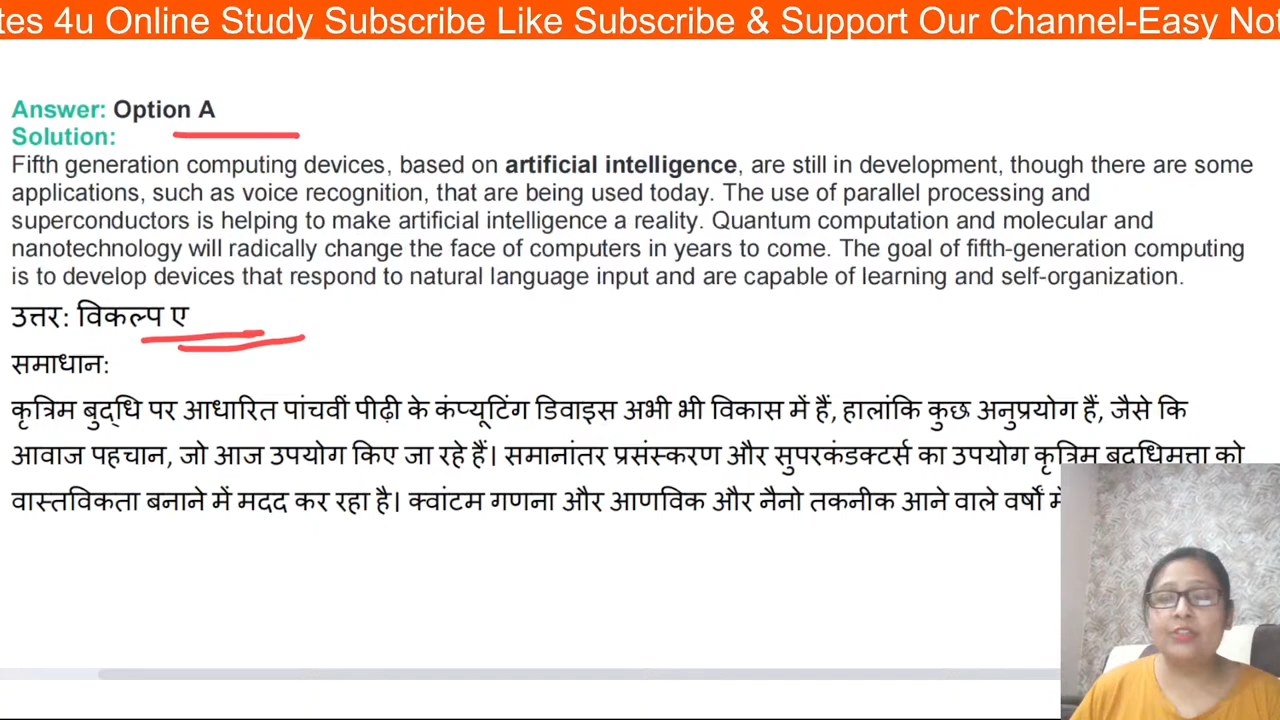 tes 4u Online Study Subscribe Like Subscribe & Support Our Channel-Easy Not
Answer: Option A
Solution:
Fifth generation computing devices, based on artificial intelligence, are still in development, though there are some
applications, such as voice recognition, that are being used today. The use of parallel processing and
superconductors is helping to make artificial intelligence a reality. Quantum computation and molecular and
nanotechnology will radically change the face of computers in years to come. The goal of fifth-generation computing
is to develop devices that respond to natural language input and are capable of learning and self-organization.
उत्तर: विकल्प ए
समाधान:
कृत्रिम बुद्धि पर आधारित पांचवीं पीढ़ी के कंप्यूटिंग डिवाइस अभी भी विकास में हैं, हालांकि कुछ अनुप्रयोग हैं, जैसे कि
आवाज पहचान, जो आज उपयोग किए जा रहे हैं। समानांतर प्रसंस्करण और सुपरकंडक्टर्स का उपयोग कृत्रिम बुद्धिमत्ता को
वास्तविकता बनाने में मदद कर रहा है। क्वांटम गणना और आणविक और नैनो तकनीक आने वाले वर्षों में